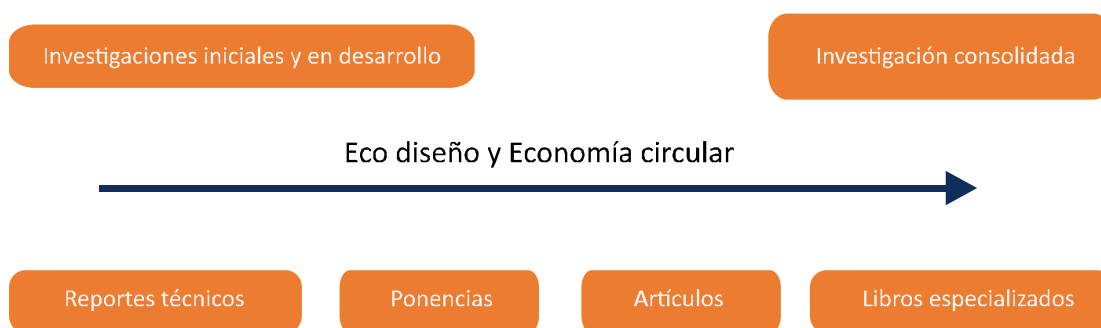 Investigaciones iniciales y en desarrollo
Investigación consolidada
Eco diseño y Economía circular
Reportes técnicos
Ponencias
Artículos
Libros especializados